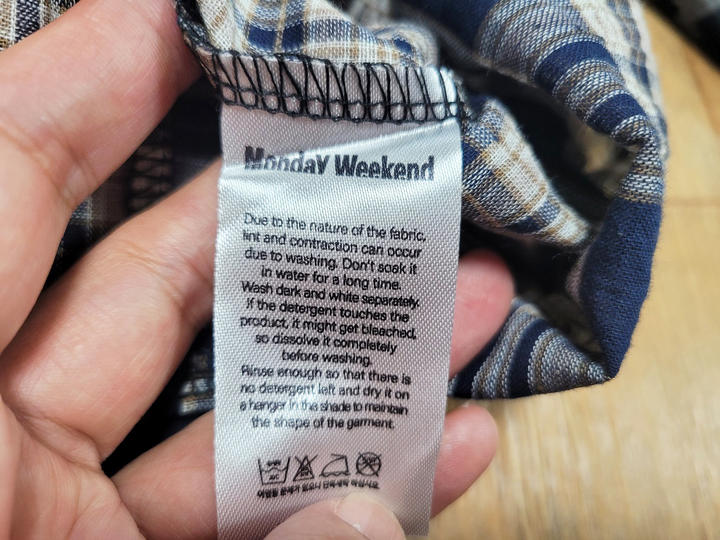 Monday Weekend
Due to the nature of the fabric,
lint and contraction can occur
due to washing. Don't soak it
in water for a long time.
Wash dark and white separately.
If the detergent touches the
product, it might get bleached,
so dissolve it completely
before washing.
Rinse enough so that there is
no detergent left and dry it on
a hanger in the shade to maintain
the shape of the garment.